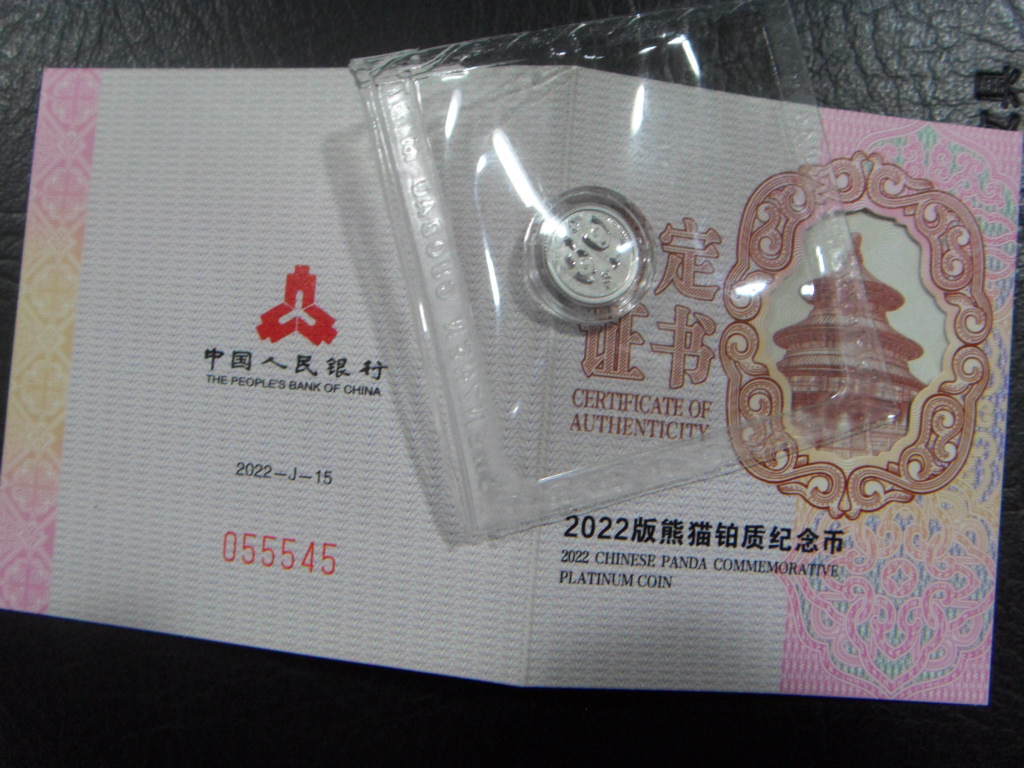 中国人民银行
THE PEOPLE'S BANK OF CHINA
2022-J-15
055545
定
证书
CERTIFICATE OF
AUTHENTICITY
2022版熊猫铂质纪念币
2022 CHINESE PANDA COMMEMORATIVE
PLATINUM COIN